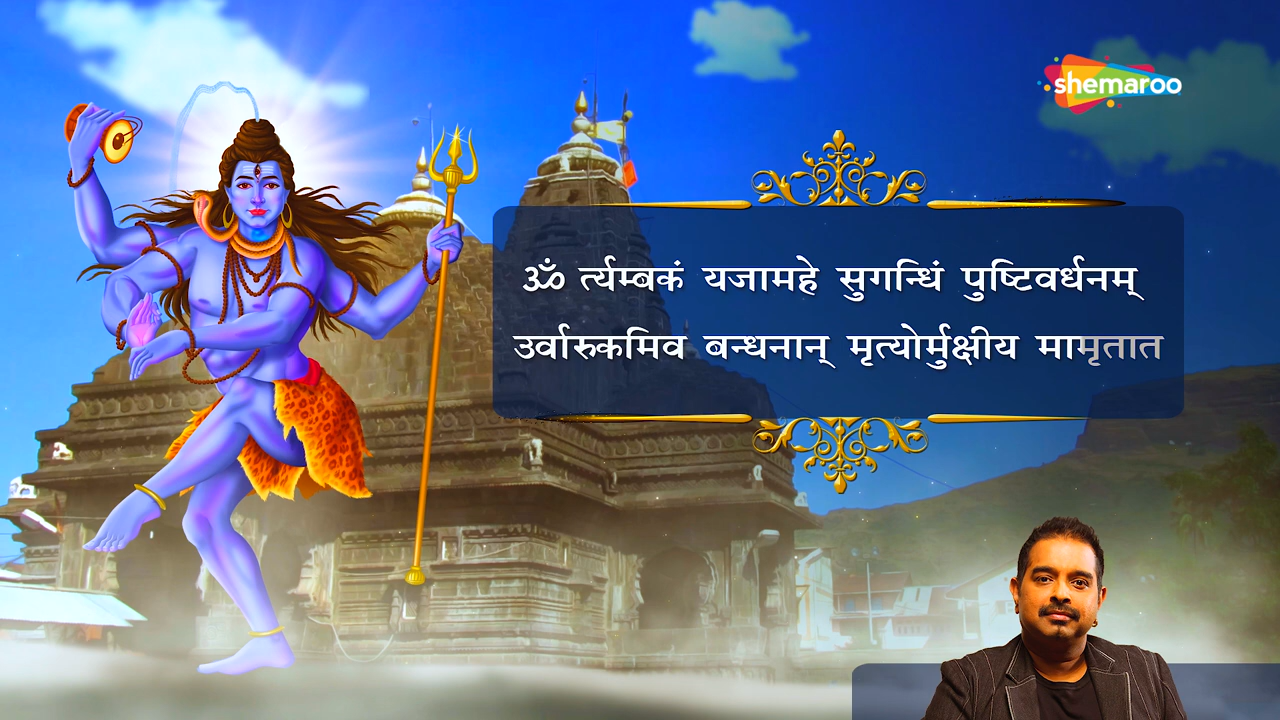 shemaroo
ॐ र्त्यम्बकं यजामहे सुगन्धिं पुष्टिवर्धनम्
उर्वारुकमिव बन्धनान् मृत्योर्मुक्षीय मामृतात